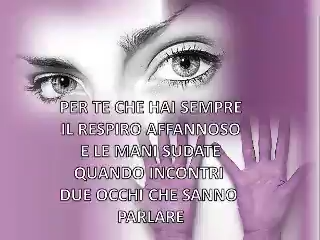 PER TE CHE HAI SEMPRE
IL RESPIRO AFFANNOSO
E LE MANI SUDATE
QUANDO INCONTRI
DUE OCCHI CHE SANNO
PARLARE